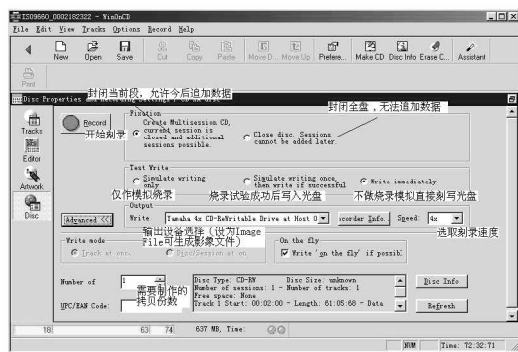 ISO9660_0002182322 - WinOnCD
File Edit View Tracks Options Record Help
New Open Save Cut Copy Paste Move D... Move Up Prefere... Make CD Disc Info Erase C... Assistant
Print
封闭当前段，允许今后追加数据
封闭全盘，无法追加数据
Tracks
Editor
Artwork
Disc
Record
开始刻录
Fixation
Create Multisession CD, current session is closed and additional sessions possible.
Close disc. Sessions cannot be added later.
Test Write
Simulate writing only
Simulate writing once, then write if successful
Write immediately
仅作模拟烧录
烧录试验成功后写入光盘
不做烧录模拟直接刻写光盘
Advanced <<
Output
Write Yamaha 4x CD-ReWritable Drive at Host 0
corder Info.
Speed: 4x
输出设备选择（设为Image File可生成影象文件）
选取刻录速度
Write mode
Track at once
Disc/Session at on
On the fly
Write 'on the fly' if possibl
Number of 1
需要制作的拷贝份数
UPC/EAN Code:
Disc Type: CD-RW Disc Size: unknown
Number of sessions: 1 - Number of tracks: 1
Free space: None
Track 1 Start: 00:02:00 - Length: 61:05:68 - Data
Disc Info
Refresh
18 63 74 637 MB, Time:
NUM Time: 72:32:71